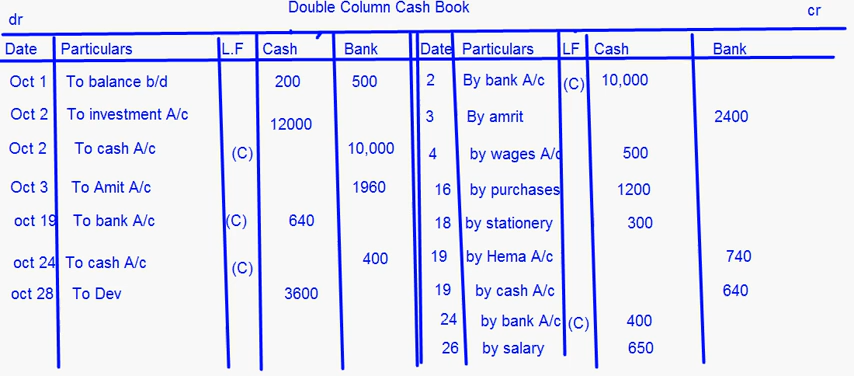 Double Column Cash Book
dr cr
Date Particulars L.F Cash Bank Date Particulars LF Cash Bank
Oct 1 To balance b/d 200 500 2 By bank A/c (C) 10,000
Oct 2 To investment A/c 12000 3 By amrit 2400
Oct 2 To cash A/c (C) 10,000 4 by wages A/c 500
Oct 3 To Amit A/c 1960 16 by purchases 1200
oct 19 To bank A/c (C) 640 18 by stationery 300
oct 24 To cash A/c (C) 400 19 by Hema A/c 740
oct 28 To Dev 3600 19 by cash A/c 640
24 by bank A/c (C) 400
26 by salary 650